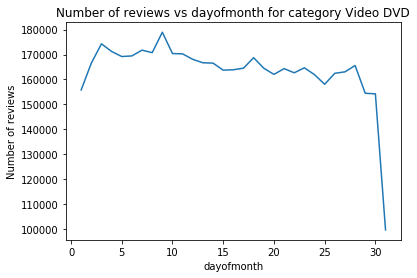 Number of reviews vs dayofmonth for category Video DVD
180000
170000
160000
150000
140000
130000
120000
110000
100000
Number of reviews
0 5 10 15 20 25 30
dayofmonth